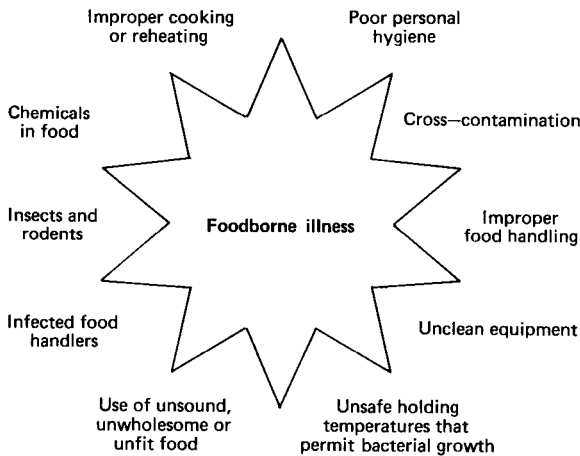 Improper cooking
or reheating
Poor personal
hygiene
Chemicals
in food
Cross—contamination
Insects and
rodents
Foodborne illness
Improper
food handling
Infected food
handlers
Unclean equipment
Use of unsound,
unwholesome or
unfit food
Unsafe holding
temperatures that
permit bacterial growth